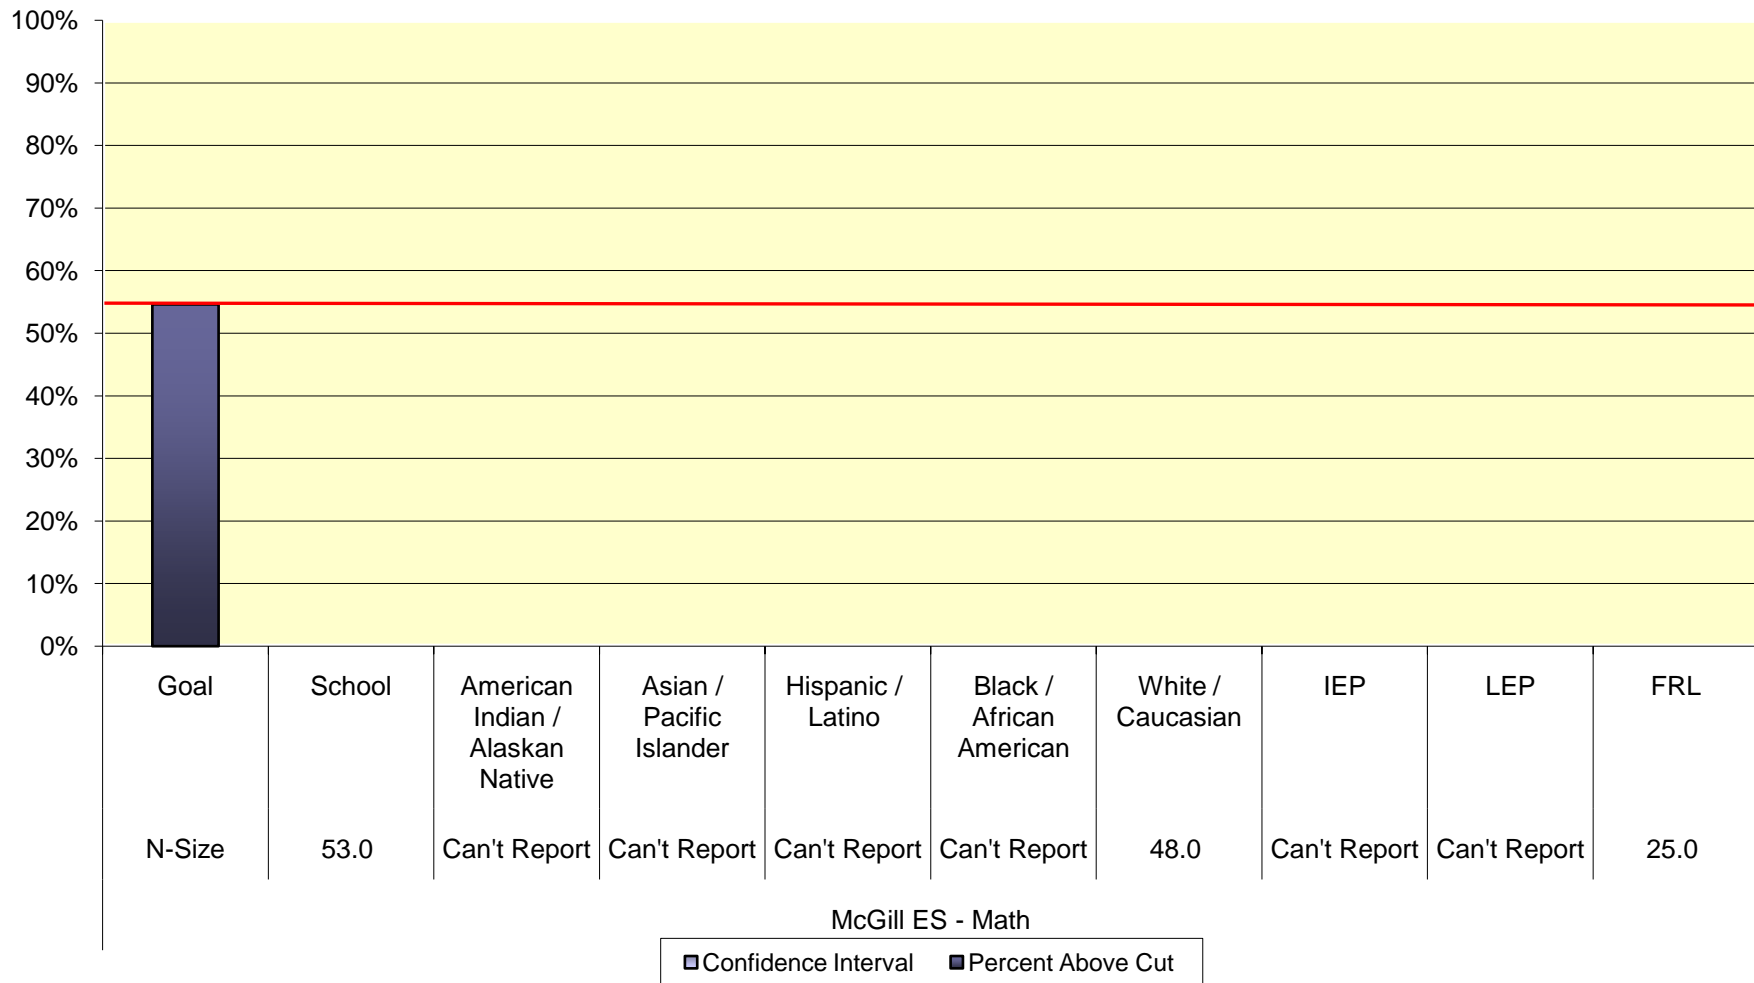 100%
90%
80%
70%
60%
50%
40%
30%
20%
10%
0%
Goal
School
American
Indian /
Alaskan
Native
Asian /
Pacific
Islander
Hispanic /
Latino
Black /
African
American
White /
Caucasian
IEP
LEP
FRL
N-Size
53.0
Can't Report
Can't Report
Can't Report
Can't Report
48.0
Can't Report
Can't Report
25.0
McGill ES - Math
Confidence Interval
Percent Above Cut